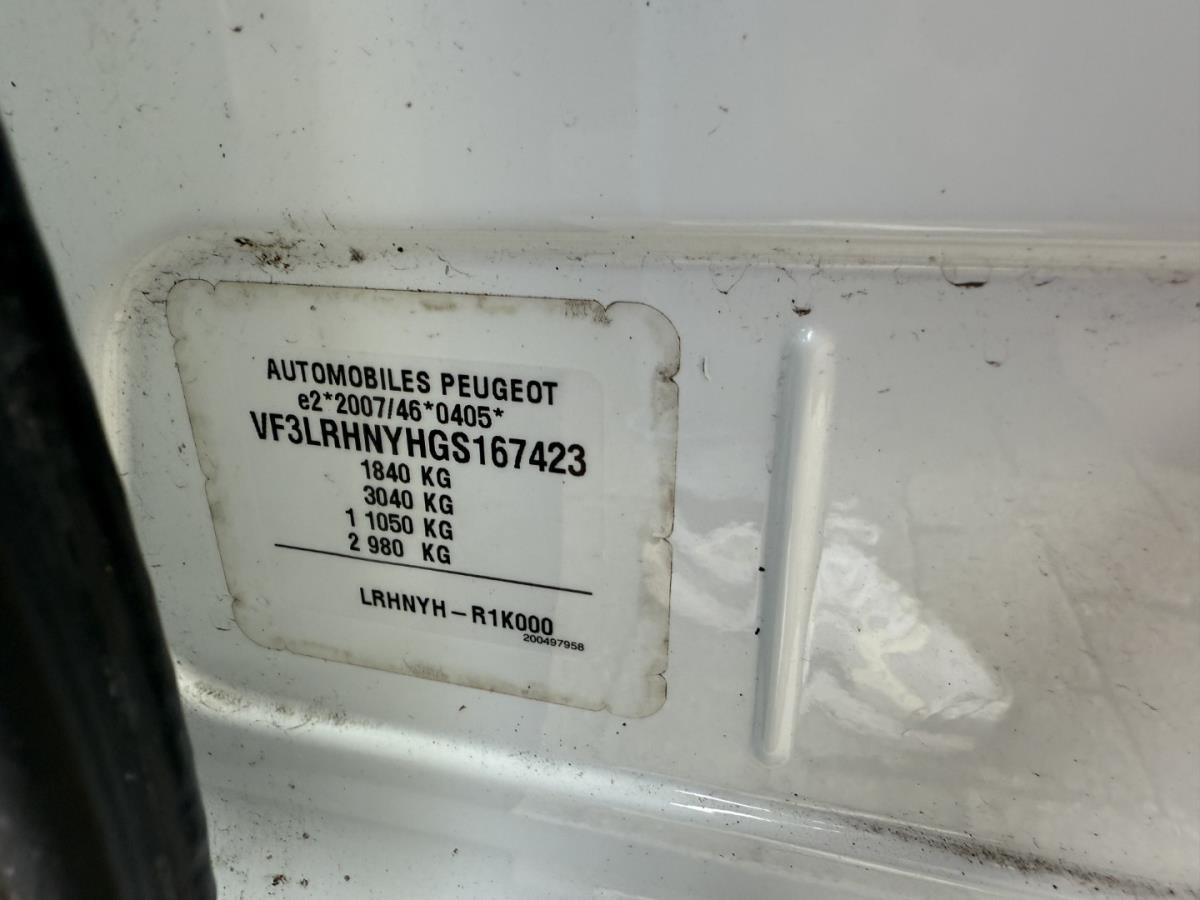 AUTOMOBILES PEUGEOT
e2*2007/46*0405*
VF3LRHNYHGS167423
1840 KG
3040 KG
1 1050 KG
2 980 KG
LRHNYH-R1K000
200497958